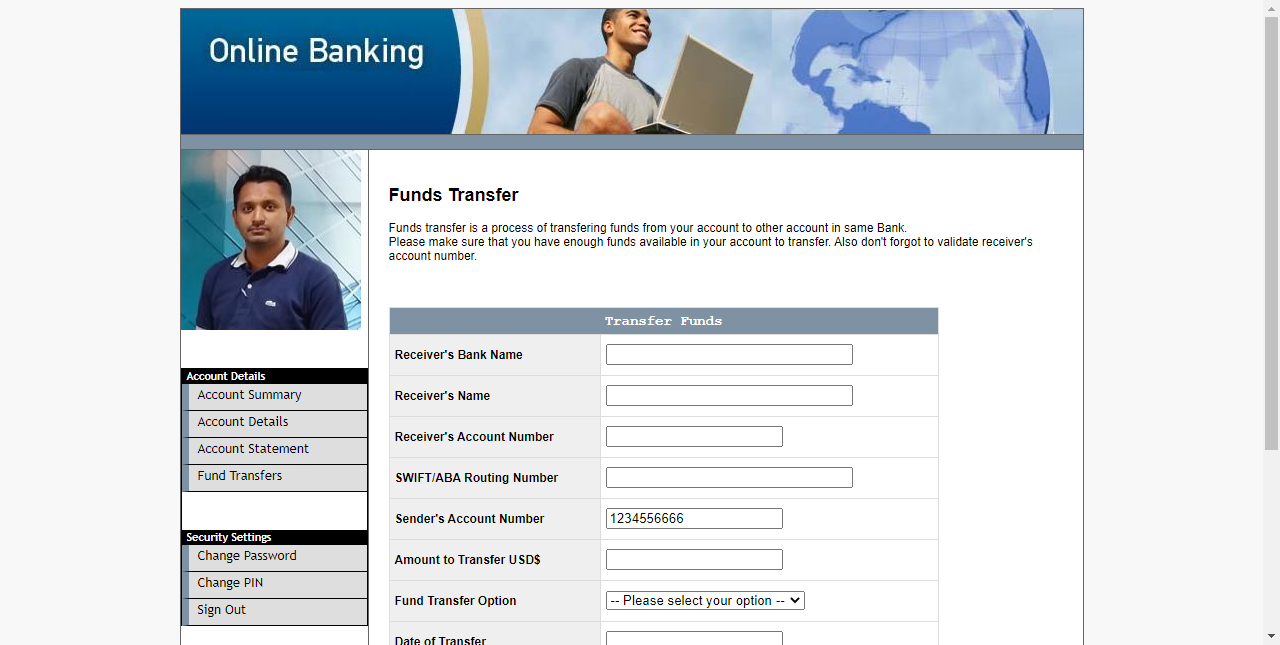 Online Banking
Funds Transfer
Funds transfer is a process of transfering funds from your account to other account in same Bank.
Please make sure that you have enough funds available in your account to transfer. Also don't forgot to validate receiver's
account number.
Account Details
Account Summary
Account Details
Account Statement
Fund Transfers
Security Settings
Change Password
Change PIN
Sign Out
Transfer Funds
Receiver's Bank Name
Receiver's Name
Receiver's Account Number
SWIFT/ABA Routing Number
Sender's Account Number 1234556666
Amount to Transfer USD$
Fund Transfer Option -- Please select your option --
Date of Transfer